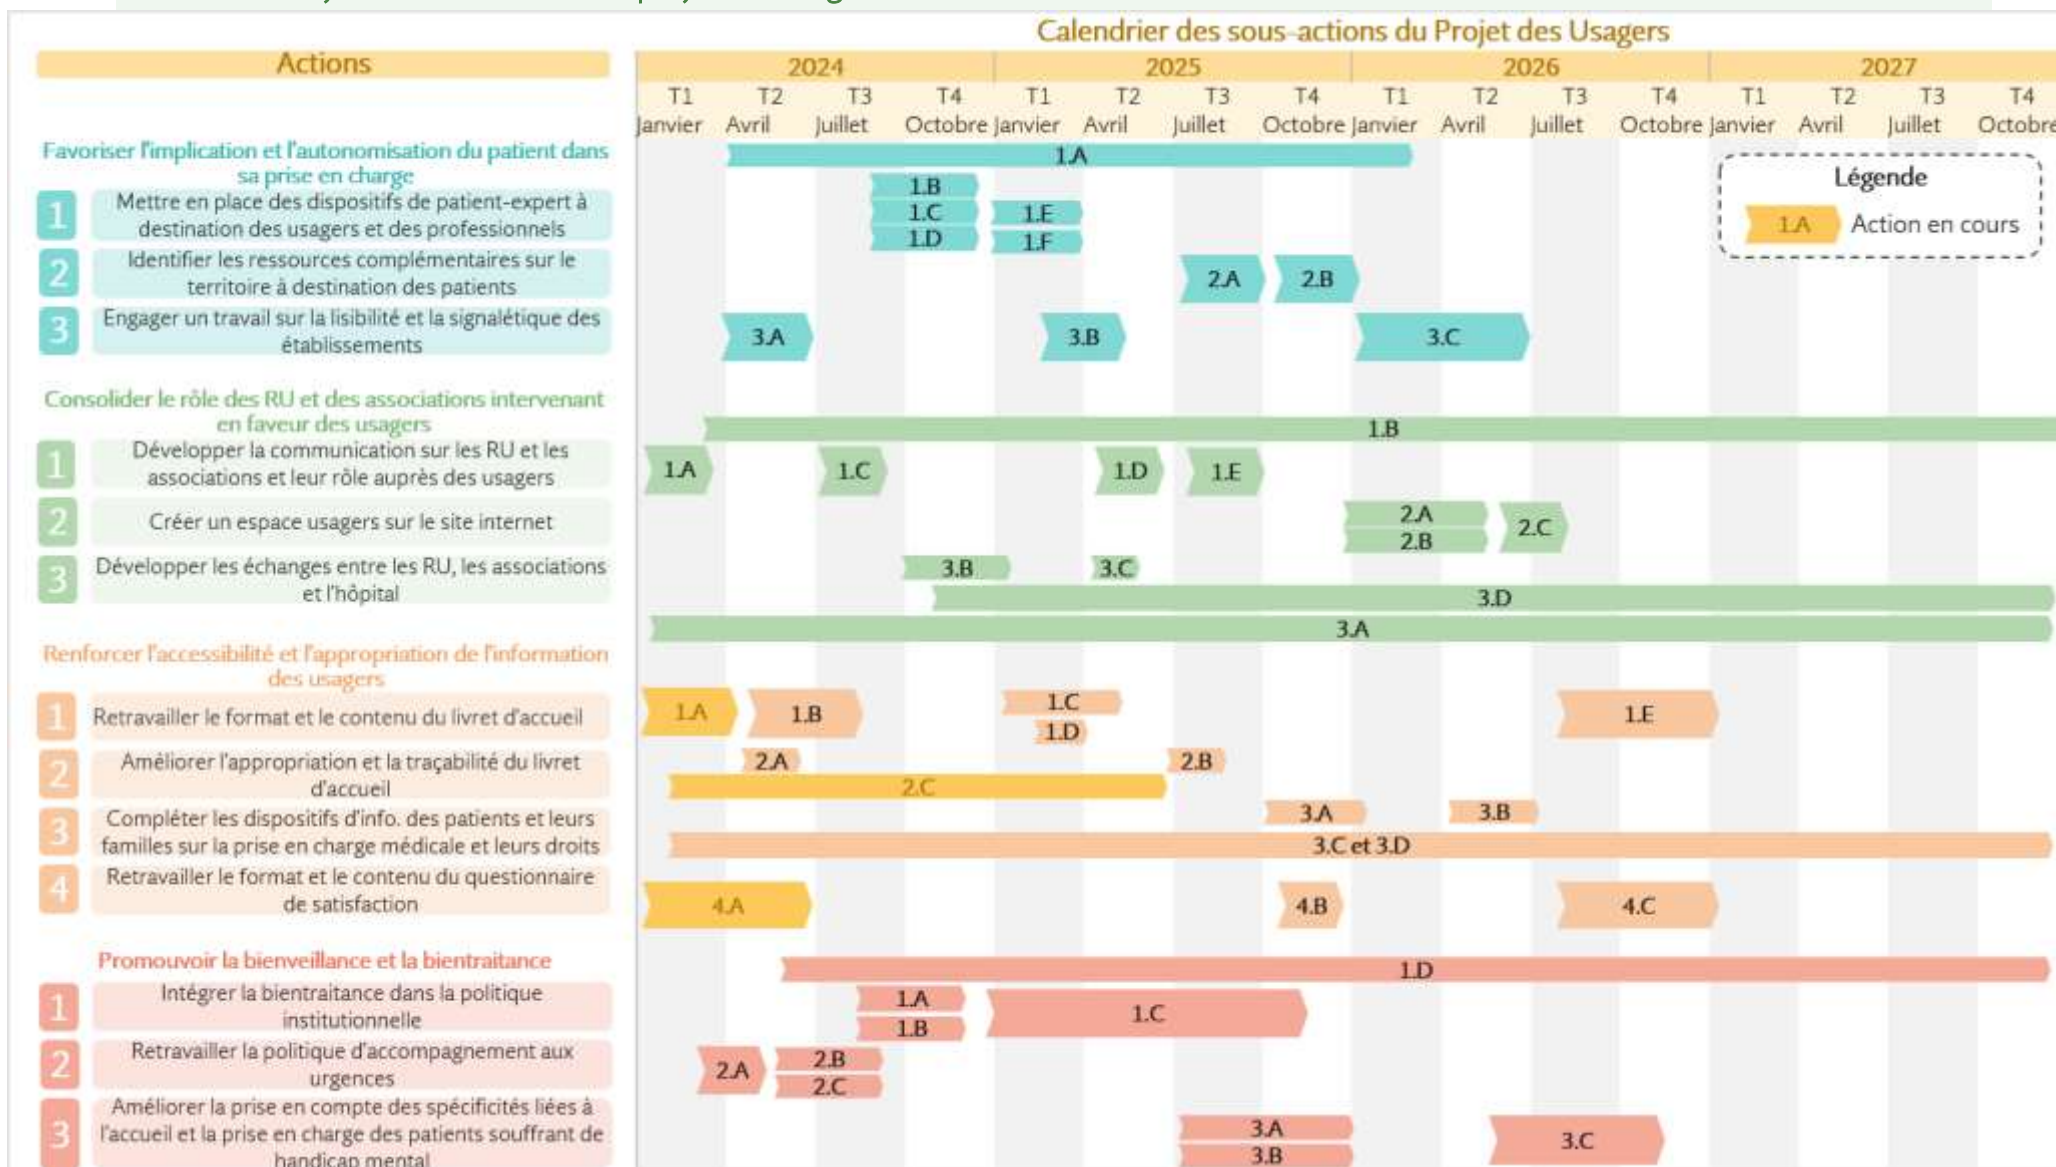 Calendrier des sous-actions du Projet des Usagers
Actions
2024 2025 2026 2027
T1 T2 T3 T4 T1 T2 T3 T4 T1 T2 T3 T4 T1 T2 T3 T4
Janvier Avril Juillet Octobre Janvier Avril Juillet Octobre Janvier Avril Juillet Octobre Janvier Avril Juillet Octobre
Légende
1.A Action en cours
Favoriser l'implication et l'autonomisation du patient dans
sa prise en charge
1.A
1
Mettre en place des dispositifs de patient-expert à
destination des usagers et des professionnels
1.B
1.C 1.E
1.D 1.F
2
Identifier les ressources complémentaires sur le
territoire à destination des patients
2.A 2.B
3
Engager un travail sur la lisibilité et la signalétique des
établissements
3.A 3.B 3.C
Consolider le rôle des RU et des associations intervenant
en faveur des usagers
1.B
1
Développer la communication sur les RU et les
associations et leur rôle auprès des usagers
1.A 1.C 1.D 1.E
2
Créer un espace usagers sur le site internet
2.A
2.B
2.C
3
Développer les échanges entre les RU, les associations
et l'hôpital
3.B 3.C
3.D
3.A
Renforcer l'accessibilité et l'appropriation de l'information
des usagers
1
Retravailler le format et le contenu du livret d'accueil
1.A 1.B 1.C 1.E
1.D
2
Améliorer l'appropriation et la traçabilité du livret
d'accueil
2.A 2.B
2.C
3
Compléter les dispositifs d'info. des patients et leurs
familles sur la prise en charge médicale et leurs droits
3.A 3.B
3.C et 3.D
4
Retravailler le format et le contenu du questionnaire
de satisfaction
4.A 4.B 4.C
Promouvoir la bienveillance et la bientraitance
1.D
1
Intégrer la bientraitance dans la politique
institutionnelle
1.A
1.B
1.C
2
Retravailler la politique d'accompagnement aux
urgences
2.A 2.B
2.C
3
Améliorer la prise en compte des spécificités liées à
l'accueil et la prise en charge des patients souffrant de
handicap mental
3.A
3.B
3.C